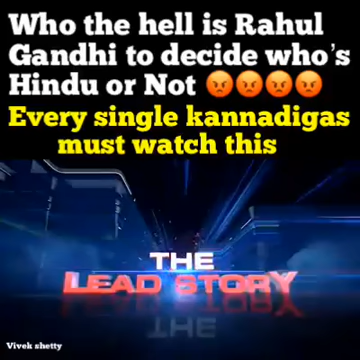 Who the hell is Rahul
Gandhi to decide who's
Hindu or Not 😡😡😡😡
Every single kannadigas
must watch this
THE
LEAD STORY
Vivek shetty